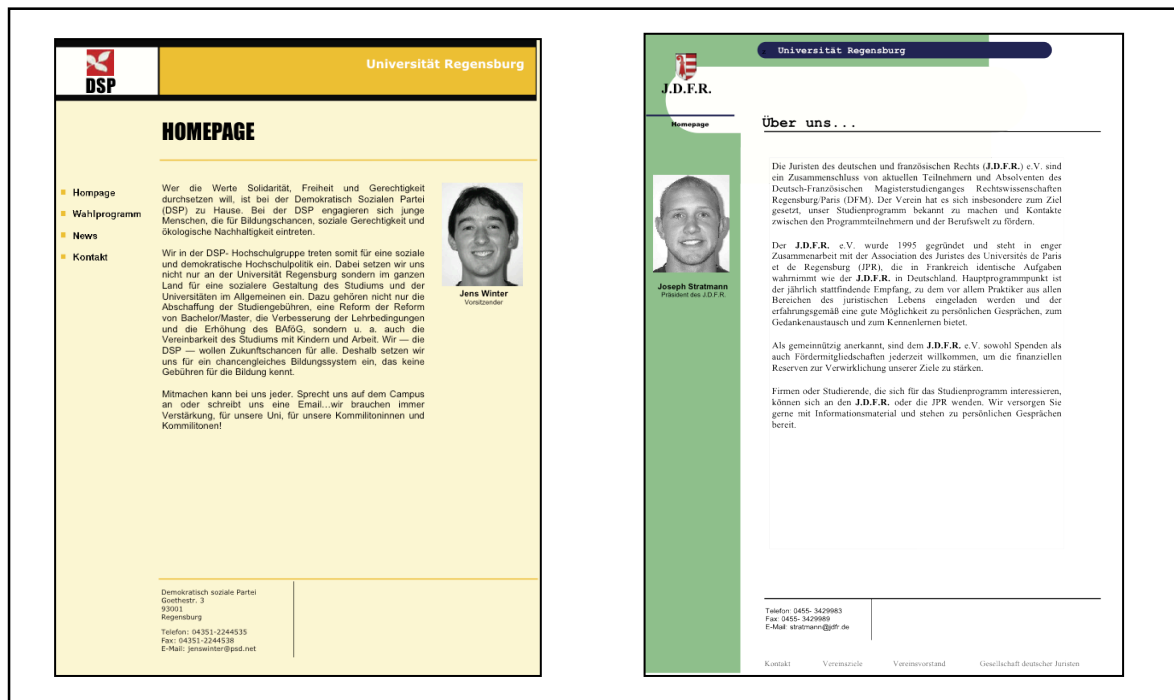 DSP
Universität Regensburg
HOMEPAGE
Hompage
Wahlprogramm
News
Kontakt
Wer die Werte Solidarität, Freiheit und Gerechtigkeit
durchsetzen will, ist bei der Demokratisch Sozialen Partei
(DSP) zu Hause. Bei der DSP engagieren sich junge
Menschen, die für Bildungschancen, soziale Gerechtigkeit und
ökologische Nachhaltigkeit eintreten.
Wir in der DSP- Hochschulgruppe treten somit für eine soziale
und demokratische Hochschulpolitik ein. Dabei setzen wir uns
nicht nur an der Universität Regensburg sondern im ganzen
Land für eine sozialere Gestaltung des Studiums und der
Universitäten im Allgemeinen ein. Dazu gehören nicht nur die
Abschaffung der Studiengebühren, eine Reform der Reform
von Bachelor/Master, die Verbesserung der Lehrbedingungen
und die Erhöhung des BAföG, sondern u. a. auch die
Vereinbarkeit des Studiums mit Kindern und Arbeit. Wir — die
DSP — wollen Zukunftschancen für alle. Deshalb setzen wir
uns für ein chancengleiches Bildungssystem ein, das keine
Gebühren für die Bildung kennt.
Mitmachen kann bei uns jeder. Sprecht uns auf dem Campus
an oder schreibt uns eine Email…wir brauchen immer
Verstärkung, für unsere Uni, für unsere Kommilitoninnen und
Kommilitonen!
Jens Winter
Vorsitzender
Demokratisch soziale Partei
Goethestr. 3
93001
Regensburg
Telefon: 04351-2244535
Fax: 04351-2244538
E-Mail: jenswinter@psd.net
Universität Regensburg
J.D.F.R.
Homepage
Über uns...
Joseph Stratmann
Präsident des J.D.F.R.
Die Juristen des deutschen und französischen Rechts (J.D.F.R.) e.V. sind
ein Zusammenschluss von aktuellen Teilnehmern und Absolventen des
Deutsch-Französischen Magisterstudienganges Rechtswissenschaften
Regensburg/Paris (DFM). Der Verein hat es sich insbesondere zum Ziel
gesetzt, unser Studienprogramm bekannt zu machen und Kontakte
zwischen den Programmteilnehmern und der Berufswelt zu fördern.
Der J.D.F.R. e.V. wurde 1995 gegründet und steht in enger
Zusammenarbeit mit der Association des Juristes des Universités de Paris
et de Regensburg (JPR), die in Frankreich identische Aufgaben
wahrnimmt wie der J.D.F.R. in Deutschland. Hauptprogrammpunkt ist
der jährlich stattfindende Empfang, zu dem vor allem Praktiker aus allen
Bereichen des juristischen Lebens eingeladen werden und der
erfahrungsgemäß eine gute Möglichkeit zu persönlichen Gesprächen, zum
Gedankenaustausch und zum Kennenlernen bietet.
Als gemeinnützig anerkannt, sind dem J.D.F.R. e.V. sowohl Spenden als
auch Fördermitgliedschaften jederzeit willkommen, um die finanziellen
Reserven zur Verwirklichung unserer Ziele zu stärken.
Firmen oder Studierende, die sich für das Studienprogramm interessieren,
können sich an den J.D.F.R. oder die JPR wenden. Wir versorgen Sie
gerne mit Informationsmaterial und stehen zu persönlichen Gesprächen
bereit.
Telefon: 0455- 3429983
Fax: 0455- 3429989
E-Mail: stratmann@jdfr.de
Kontakt Vereinsziele Vereinsvorstand Gesellschaft deutscher Juristen